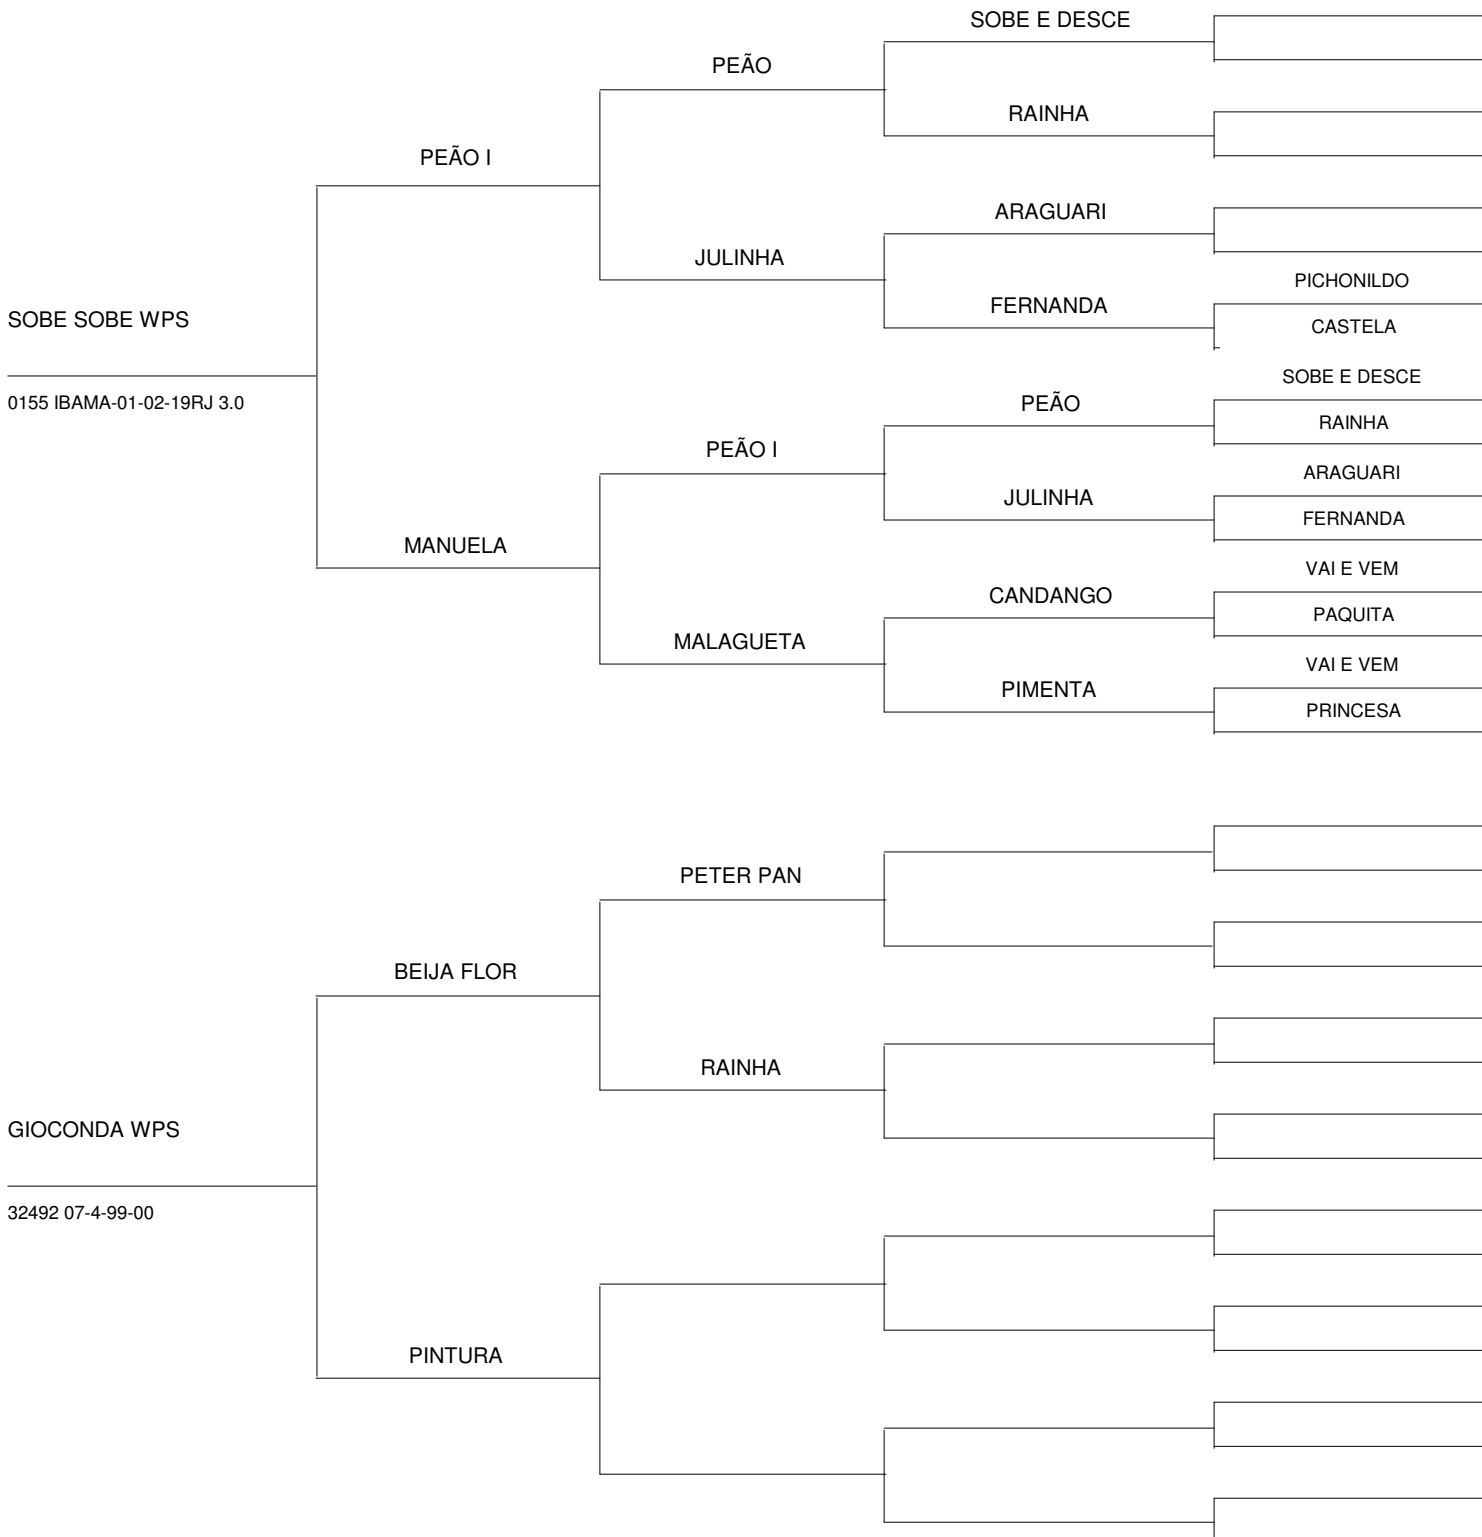 SOBE E DESCE
PEÃO
RAINHA
PEÃO I
ARAGUARI
JULINHA
PICHONILDO
FERNANDA
SOBE SOBE WPS
CASTELA
SOBE E DESCE
0155 IBAMA-01-02-19RJ 3.0
PEÃO
RAINHA
PEÃO I
ARAGUARI
JULINHA
FERNANDA
MANUELA
VAI E VEM
CANDANGO
PAQUITA
MALAGUETA
VAI E VEM
PIMENTA
PRINCESA
PETER PAN
BEIJA FLOR
RAINHA
GIOCONDA WPS
32492 07-4-99-00
PINTURA